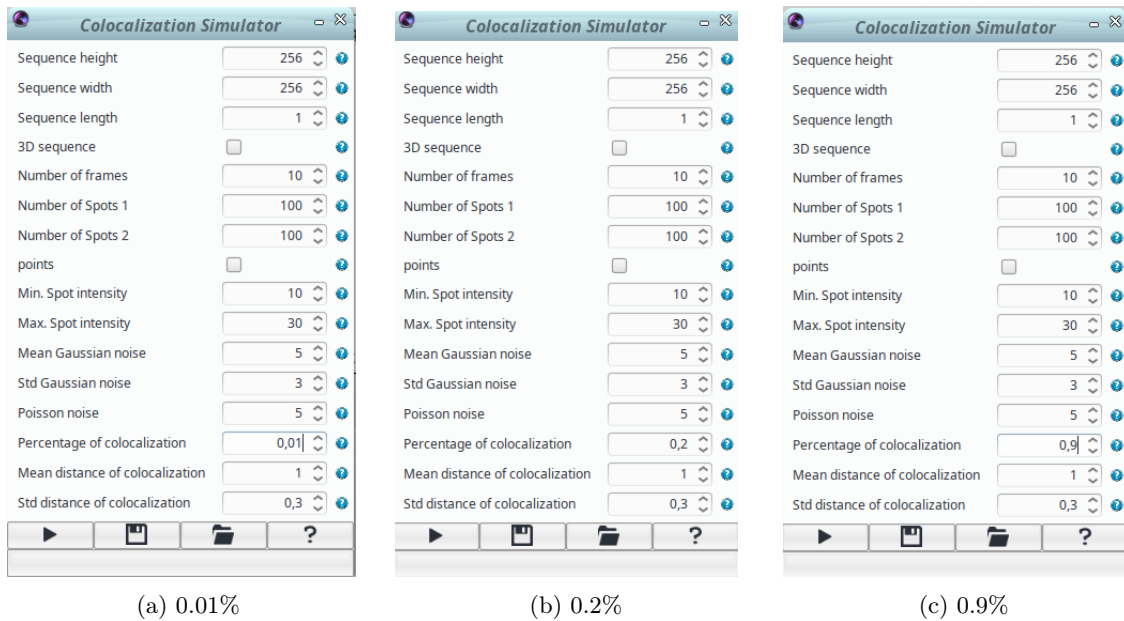 Colocalization Simulator
Sequence height 256
Sequence width 256
Sequence length 1
3D sequence
Number of frames 10
Number of Spots 1 100
Number of Spots 2 100
points
Min. Spot intensity 10
Max. Spot intensity 30
Mean Gaussian noise 5
Std Gaussian noise 3
Poisson noise 5
Percentage of colocalization 0,01
Mean distance of colocalization 1
Std distance of colocalization 0,3
?
(a) 0.01%
Colocalization Simulator
Sequence height 256
Sequence width 256
Sequence length 1
3D sequence
Number of frames 10
Number of Spots 1 100
Number of Spots 2 100
points
Min. Spot intensity 10
Max. Spot intensity 30
Mean Gaussian noise 5
Std Gaussian noise 3
Poisson noise 5
Percentage of colocalization 0,2
Mean distance of colocalization 1
Std distance of colocalization 0,3
?
(b) 0.2%
Colocalization Simulator
Sequence height 256
Sequence width 256
Sequence length 1
3D sequence
Number of frames 10
Number of Spots 1 100
Number of Spots 2 100
points
Min. Spot intensity 10
Max. Spot intensity 30
Mean Gaussian noise 5
Std Gaussian noise 3
Poisson noise 5
Percentage of colocalization 0,9
Mean distance of colocalization 1
Std distance of colocalization 0,3
?
(c) 0.9%